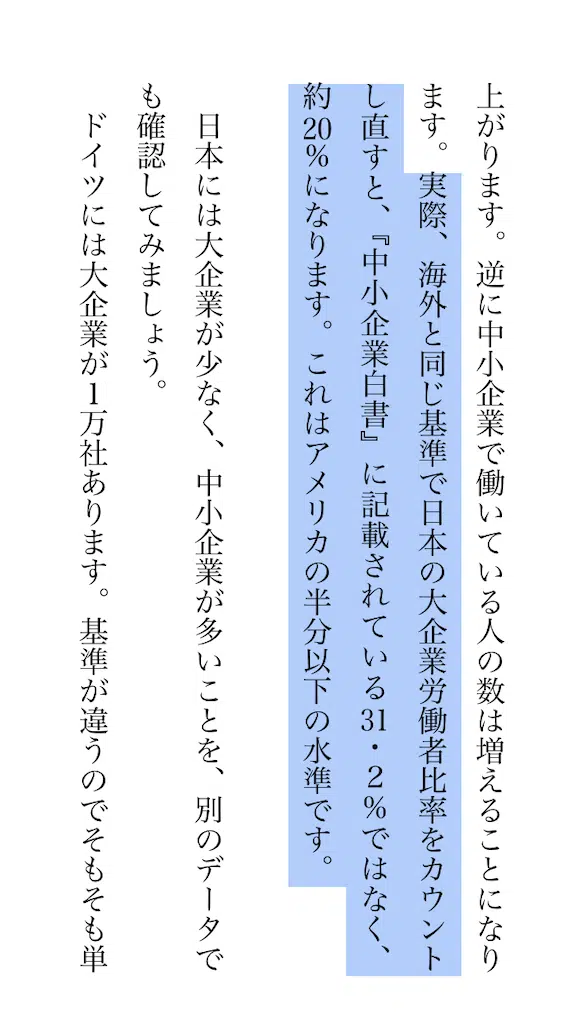 上がります。逆に中小企業で働いている人の数は増えることになり
ます。実際、海外と同じ基準で日本の大企業労働者比率をカウント
し直すと、『中小企業白書』に記載されている31・2％ではなく、
約20％になります。これはアメリカの半分以下の水準です。
日本には大企業が少なく、中小企業が多いことを、別のデータで
も確認してみましょう。
ドイツには大企業が１万社あります。基準が違うのでそもそも単